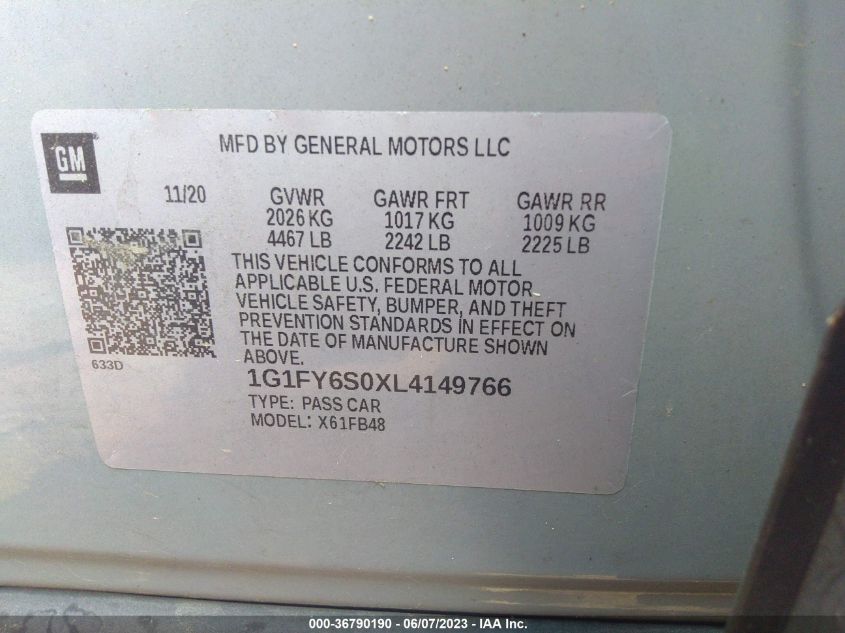 GM
MFD BY GENERAL MOTORS LLC
11/20 GVWR GAWR FRT GAWR RR
2026 KG 1017 KG 1009 KG
4467 LB 2242 LB 2225 LB
THIS VEHICLE CONFORMS TO ALL
APPLICABLE U.S. FEDERAL MOTOR
VEHICLE SAFETY, BUMPER, AND THEFT
PREVENTION STANDARDS IN EFFECT ON
THE DATE OF MANUFACTURE SHOWN
ABOVE.
633D
1G1FY6S0XL4149766
TYPE: PASS CAR
MODEL: X61FB48
000-36790190 - 06/07/2023 - IAA Inc.